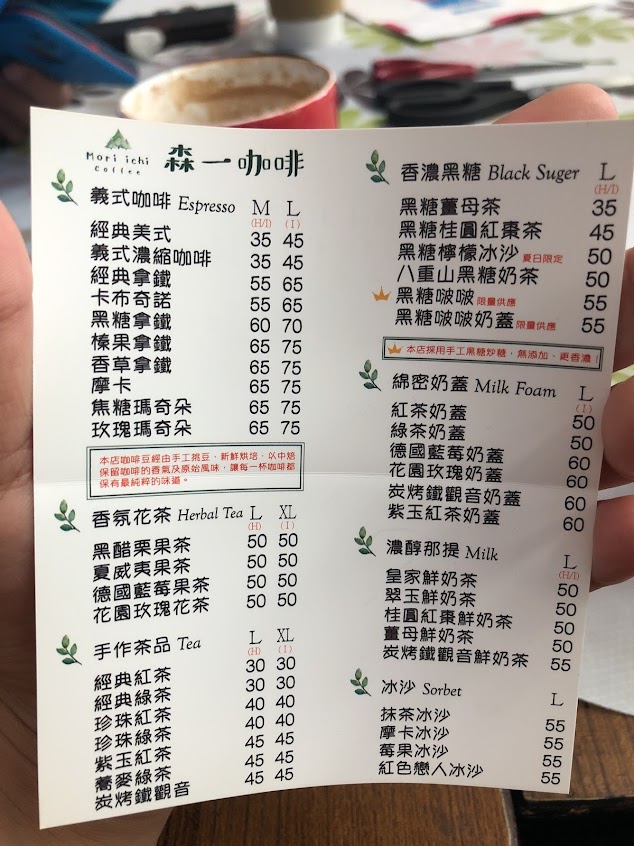 Mori ichi
coffee
森一咖啡
義式咖啡 Espresso M L
(H/I) (I)
經典美式 35 45
義式濃縮咖啡 35 45
經典拿鐵 55 65
卡布奇諾 55 65
黑糖拿鐵 60 70
榛果拿鐵 65 75
香草拿鐵 65 75
摩卡 65 75
焦糖瑪奇朵 65 75
玫瑰瑪奇朵 65 75
本店咖啡豆經由手工挑豆、新鮮烘焙，以中焙
保留咖啡的香氣及原始風味，讓每一杯咖啡都
保有最純粹的味道。
香氛花茶 Herbal Tea L XL
(H) (I)
黑醋栗果茶 50 50
夏威夷果茶 50 50
德國藍莓果茶 50 50
花園玫瑰花茶 50 50
手作茶品 Tea L XL
(H) (I)
經典紅茶 30 30
經典綠茶 30 30
珍珠紅茶 40 40
珍珠綠茶 40 40
紫玉紅茶 45 45
蕎麥綠茶 45 45
炭烤鐵觀音 45 45
香濃黑糖 Black Suger L
(H/I)
黑糖薑母茶 35
黑糖桂圓紅棗茶 45
黑糖檸檬冰沙 夏日限定 50
八重山黑糖奶茶 50
黑糖啵啵 限量供應 55
黑糖啵啵奶蓋 限量供應 55
本店採用手工黑糖炒糖，無添加、更香濃！
綿密奶蓋 Milk Foam L
(I)
紅茶奶蓋 50
綠茶奶蓋 50
德國藍莓奶蓋 60
花園玫瑰奶蓋 60
炭烤鐵觀音奶蓋 60
紫玉紅茶奶蓋 60
濃醇那提 Milk L
(H/I)
皇家鮮奶茶 50
翠玉鮮奶茶 50
桂圓紅棗鮮奶茶 50
薑母鮮奶茶 50
炭烤鐵觀音鮮奶茶 55
冰沙 Sorbet L
抹茶冰沙 55
摩卡冰沙 55
莓果冰沙 55
紅色戀人冰沙 55